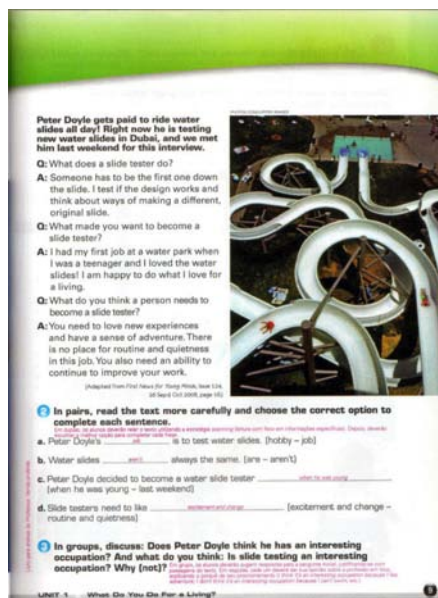 Peter Doyle gets paid to ride water
slides all day! Right now he is testing
new water slides in Dubai, and we met
him last weekend for this interview.
Q: What does a slide tester do?
A: Someone has to be the first one down
the slide. I test if the design works and
think about ways of making a different,
original slide.
Q: What made you want to become a
slide tester?
A: I had my first job at a water park when
I was a teenager and I loved the water
slides! I am happy to do what I love for
a living.
Q: What do you think a person needs to
become a slide tester?
A: You need to love new experiences
and have a sense of adventure. There
is no place for routine and quietness
in this job. You also need an ability to
continue to improve your work.
2 In pairs, read the text more carefully and choose the correct option to
complete each sentence.
a. Peter Doyle's job is to test water slides. (hobby – job)
b. Water slides aren't always the same. (are – aren't)
c. Peter Doyle decided to become a water slide tester when he was young
(when he was young – last weekend)
d. Slide testers need to like excitement and change (excitement and change –
routine and quietness)
3 In groups, discuss: Does Peter Doyle think he has an interesting
occupation? And what do you think: Is slide testing an interesting
occupation? Why (not)?
UNIT 1 What Do You Do For a Living?
9